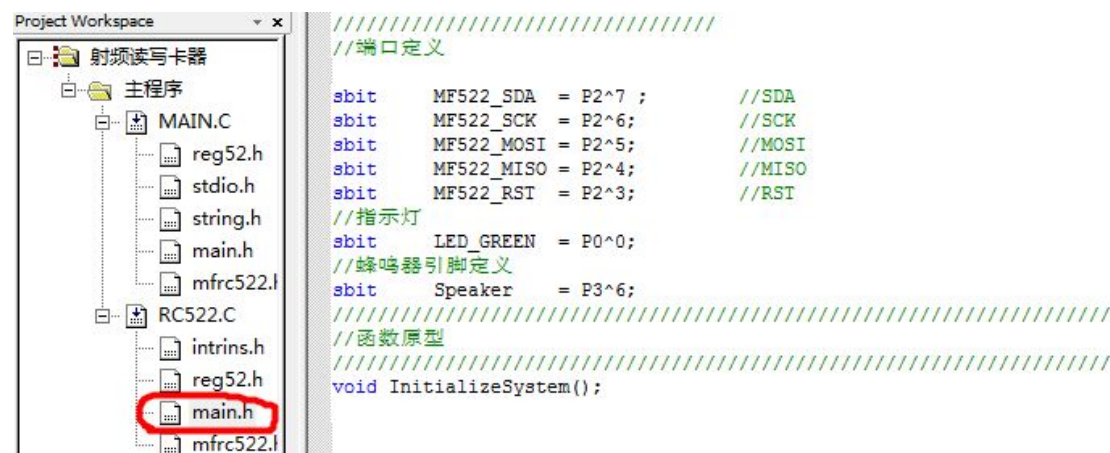 Project Workspace
射频读写卡器
主程序
MAIN.C
reg52.h
stdio.h
string.h
main.h
mfrc522.h
RC522.C
intrins.h
reg52.h
main.h
mfrc522.h
//////////////////////////////////
//端口定义
sbit MF522_SDA = P2^7 ; //SDA
sbit MF522_SCK = P2^6; //SCK
sbit MF522_MOSI = P2^5; //MOSI
sbit MF522_MISO = P2^4; //MISO
sbit MF522_RST = P2^3; //RST
//指示灯
sbit LED_GREEN = P0^0;
//蜂鸣器引脚定义
sbit Speaker = P3^6;
//////////////////////////////////////////////////////////////////////
//函数原型
//////////////////////////////////////////////////////////////////////
void InitializeSystem();